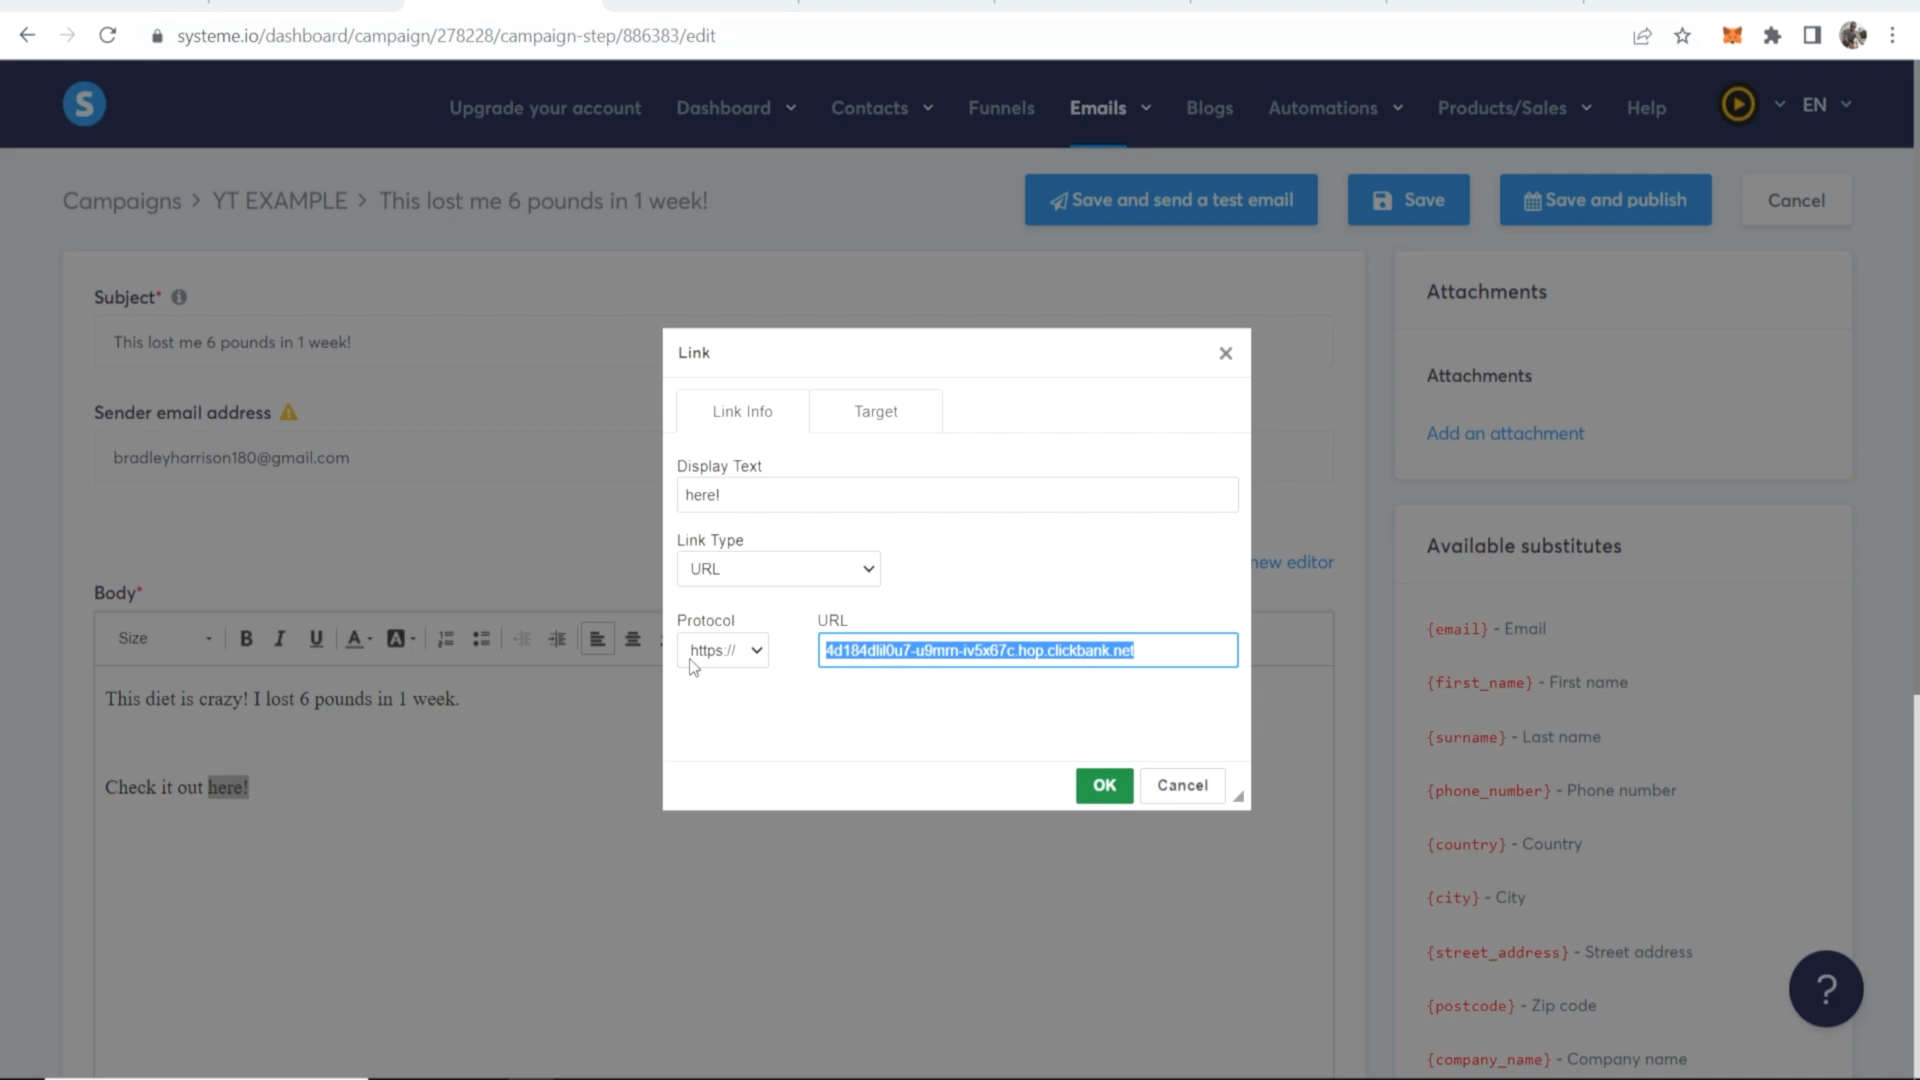 systeme.io/dashboard/campaign/278228/campaign-step/886383/edit
S
Upgrade your account Dashboard Contacts Funnels Emails Blogs Automations Products/Sales Help EN
Campaigns > YT EXAMPLE > This lost me 6 pounds in 1 week!
Save and send a test email
Save
Save and publish
Cancel
Subject*
This lost me 6 pounds in 1 week!
Sender email address
bradleyharrison180@gmail.com
new editor
Body*
Size B I U A A
This diet is crazy! I lost 6 pounds in 1 week.
Check it out here!
Link
Link Info
Target
Display Text
here!
Link Type
URL
Protocol
https://
URL
4d184dlil0u7-u9mrn-iv5x67c.hop.clickbank.net
OK
Cancel
Attachments
Attachments
Add an attachment
Available substitutes
{email} - Email
{first_name} - First name
{surname} - Last name
{phone_number} - Phone number
{country} - Country
{city} - City
{street_address} - Street address
{postcode} - Zip code
{company_name} - Company name
?